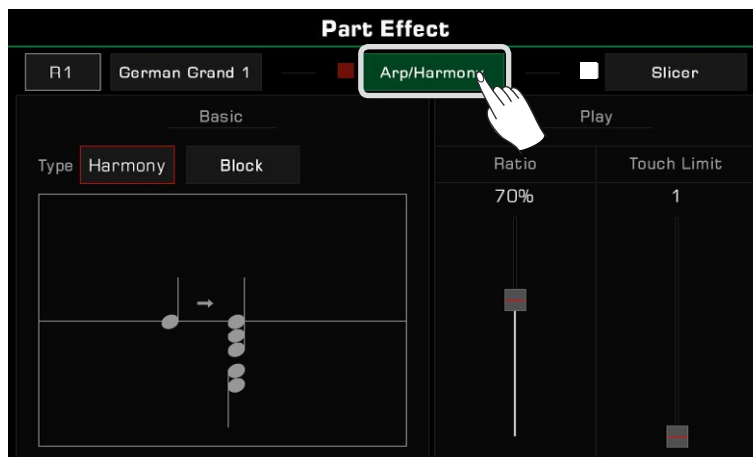 Part Effect
R1 German Grand 1 Arp/Harmony Slicer
Basic
Play
Type Harmony Block
Ratio Touch Limit
70% 1